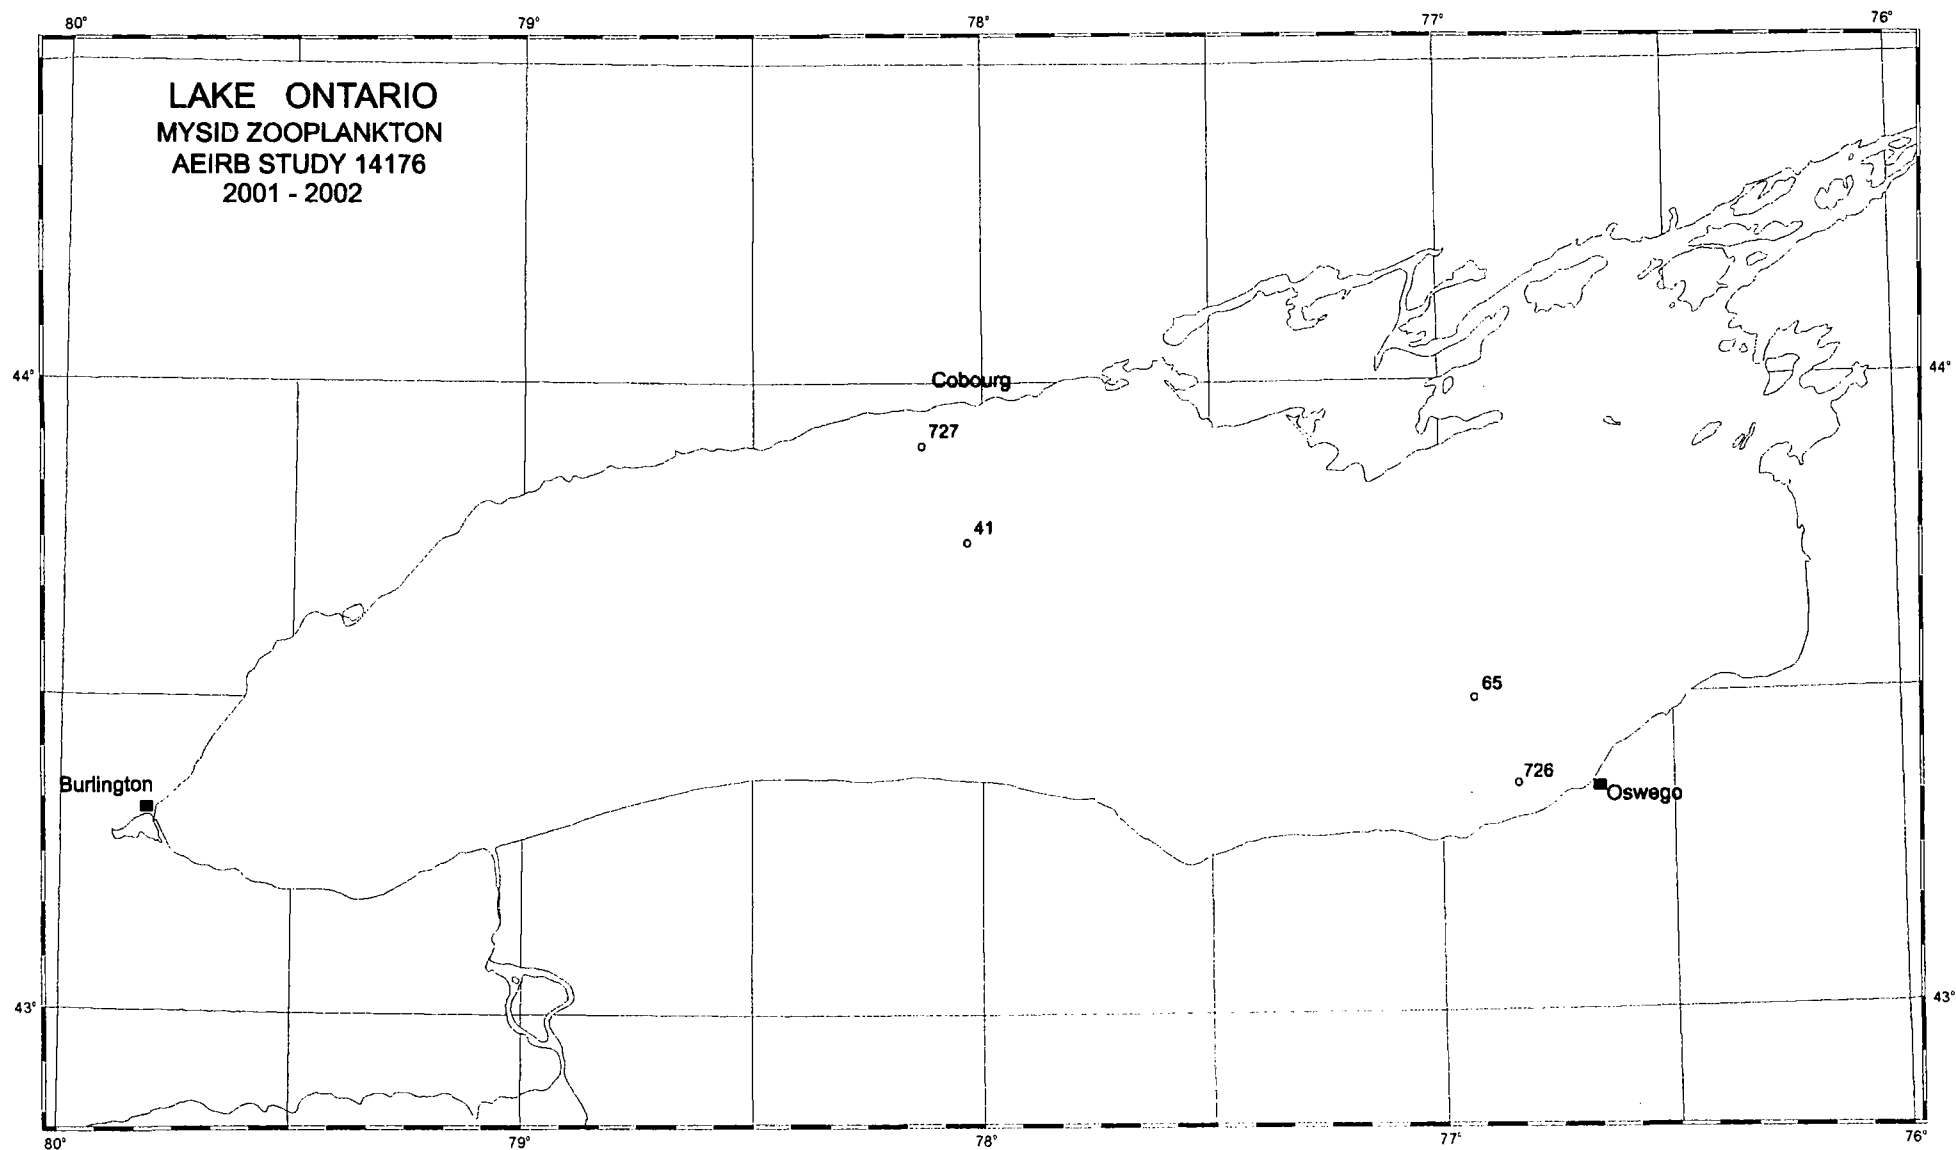 80° 79° 78° 77° 76°
LAKE ONTARIO
MYSID ZOOPLANKTON
AEIRB STUDY 14176
2001 - 2002
44° 44°
Cobourg
727
41
65
726
Burlington
Oswego
43° 43°
80° 79° 78° 77° 76°